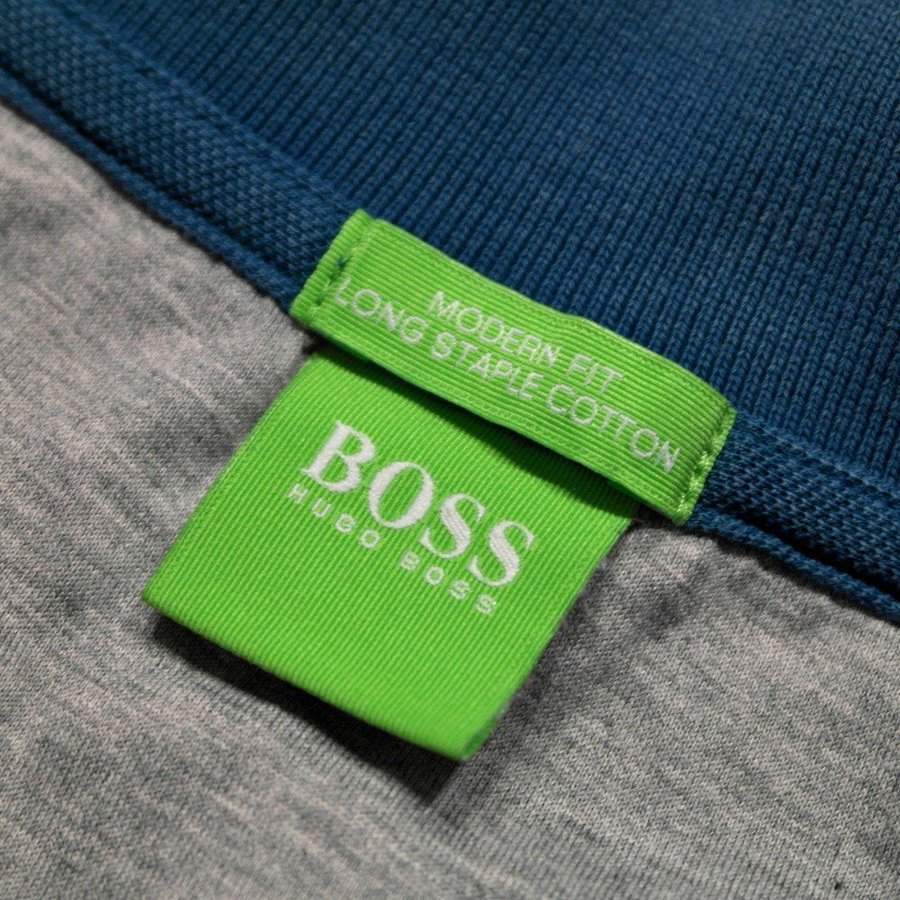 MODERN FIT
LONG STAPLE COTTON
BOSS
HUGO BOSS